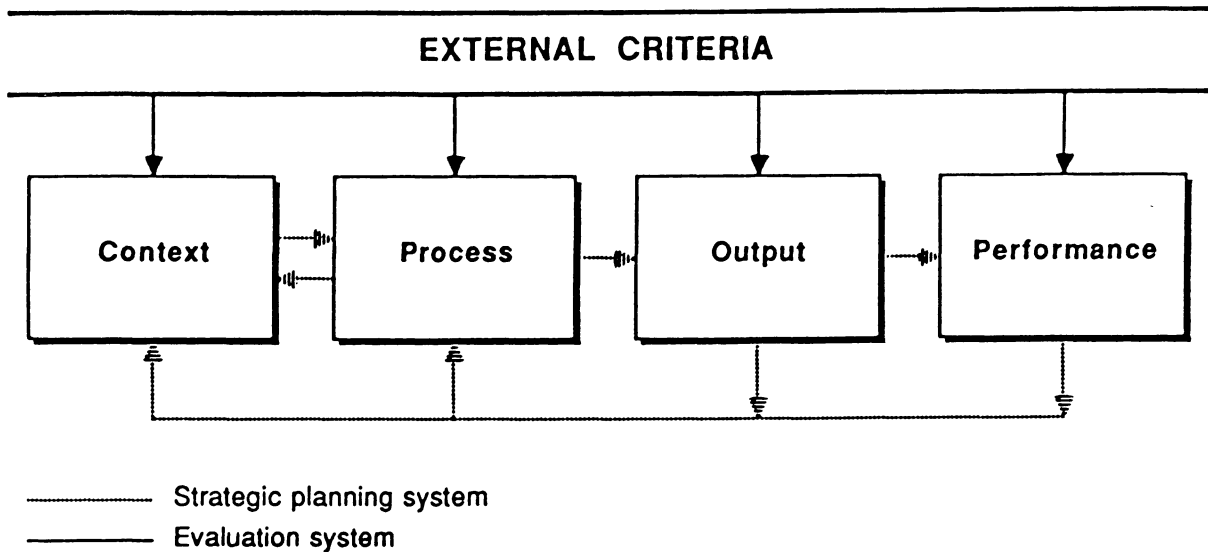 EXTERNAL CRITERIA
Context
Process
Output
Performance
Strategic planning system
Evaluation system